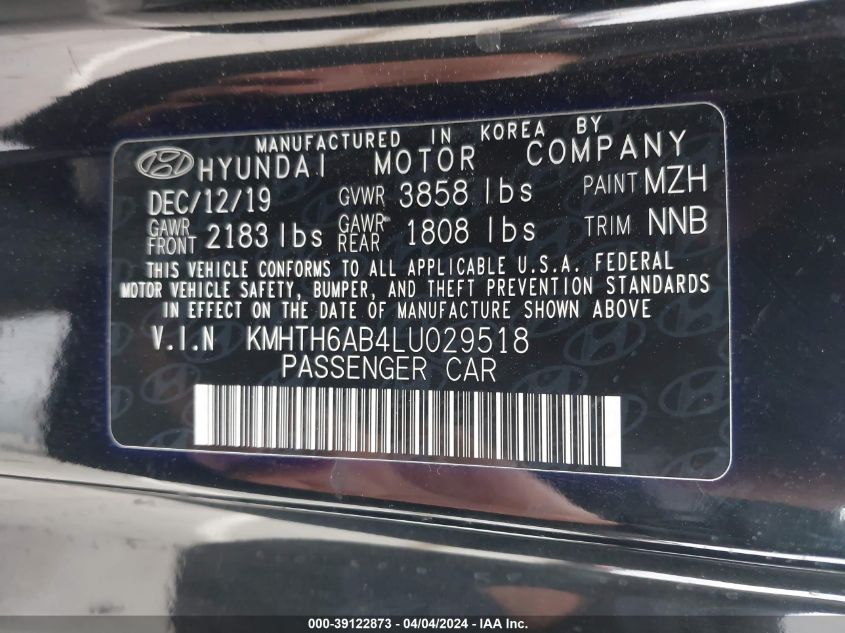 MANUFACTURED IN KOREA BY
HYUNDAI MOTOR COMPANY
DEC/12/19 GVWR 3858 lbs PAINT MZH
GAWR FRONT 2183 lbs GAWR REAR 1808 lbs TRIM NNB
THIS VEHICLE CONFORMS TO ALL APPLICABLE U.S.A. FEDERAL
MOTOR VEHICLE SAFETY, BUMPER, AND THEFT PREVENTION STANDARDS
IN EFFECT ON THE DATE OF MANUFACTURE SHOWN ABOVE
V.I.N KMHTH6AB4LU029518
PASSENGER CAR
000-39122873 - 04/04/2024 - IAA Inc.